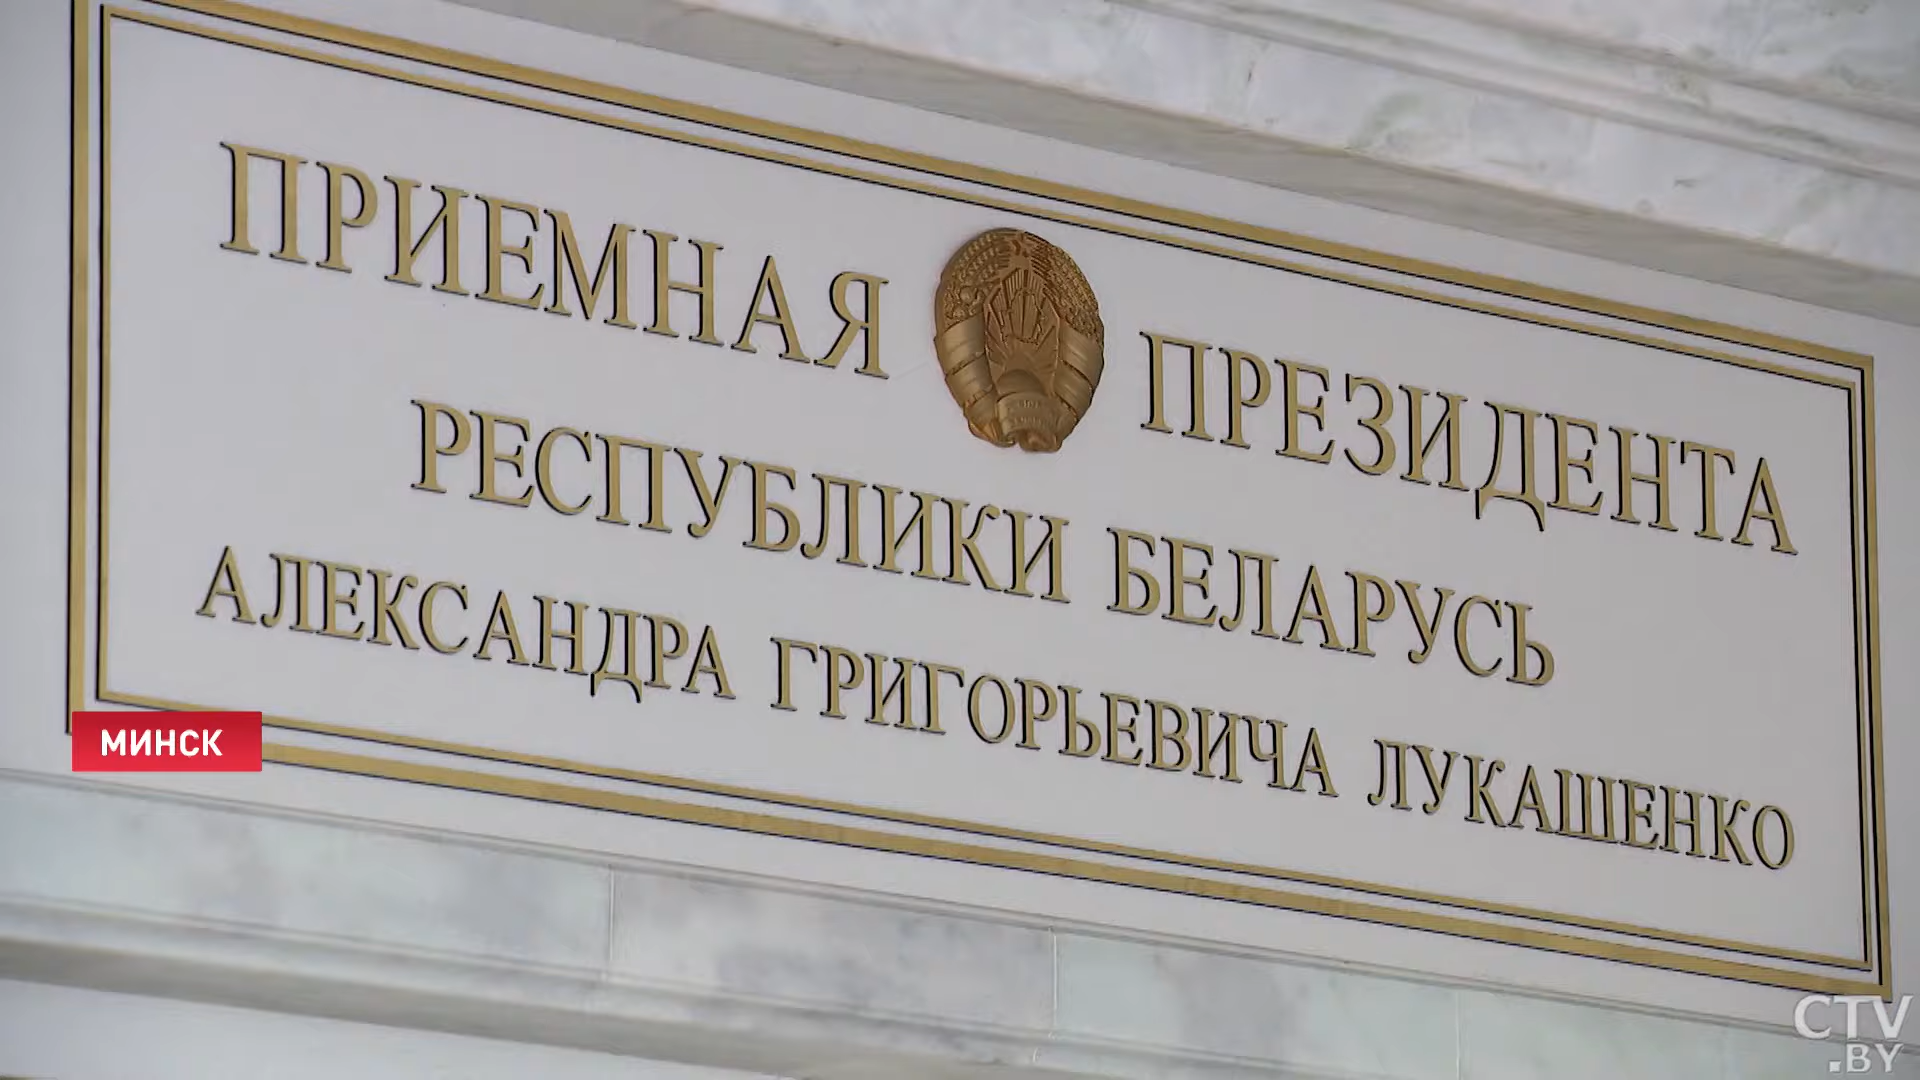 ПРИЕМНАЯ ПРЕЗИДЕНТА
РЕСПУБЛИКИ БЕЛАРУСЬ
АЛЕКСАНДРА ГРИГОРЬЕВИЧА ЛУКАШЕНКО
МИНСК
CTV
.BY